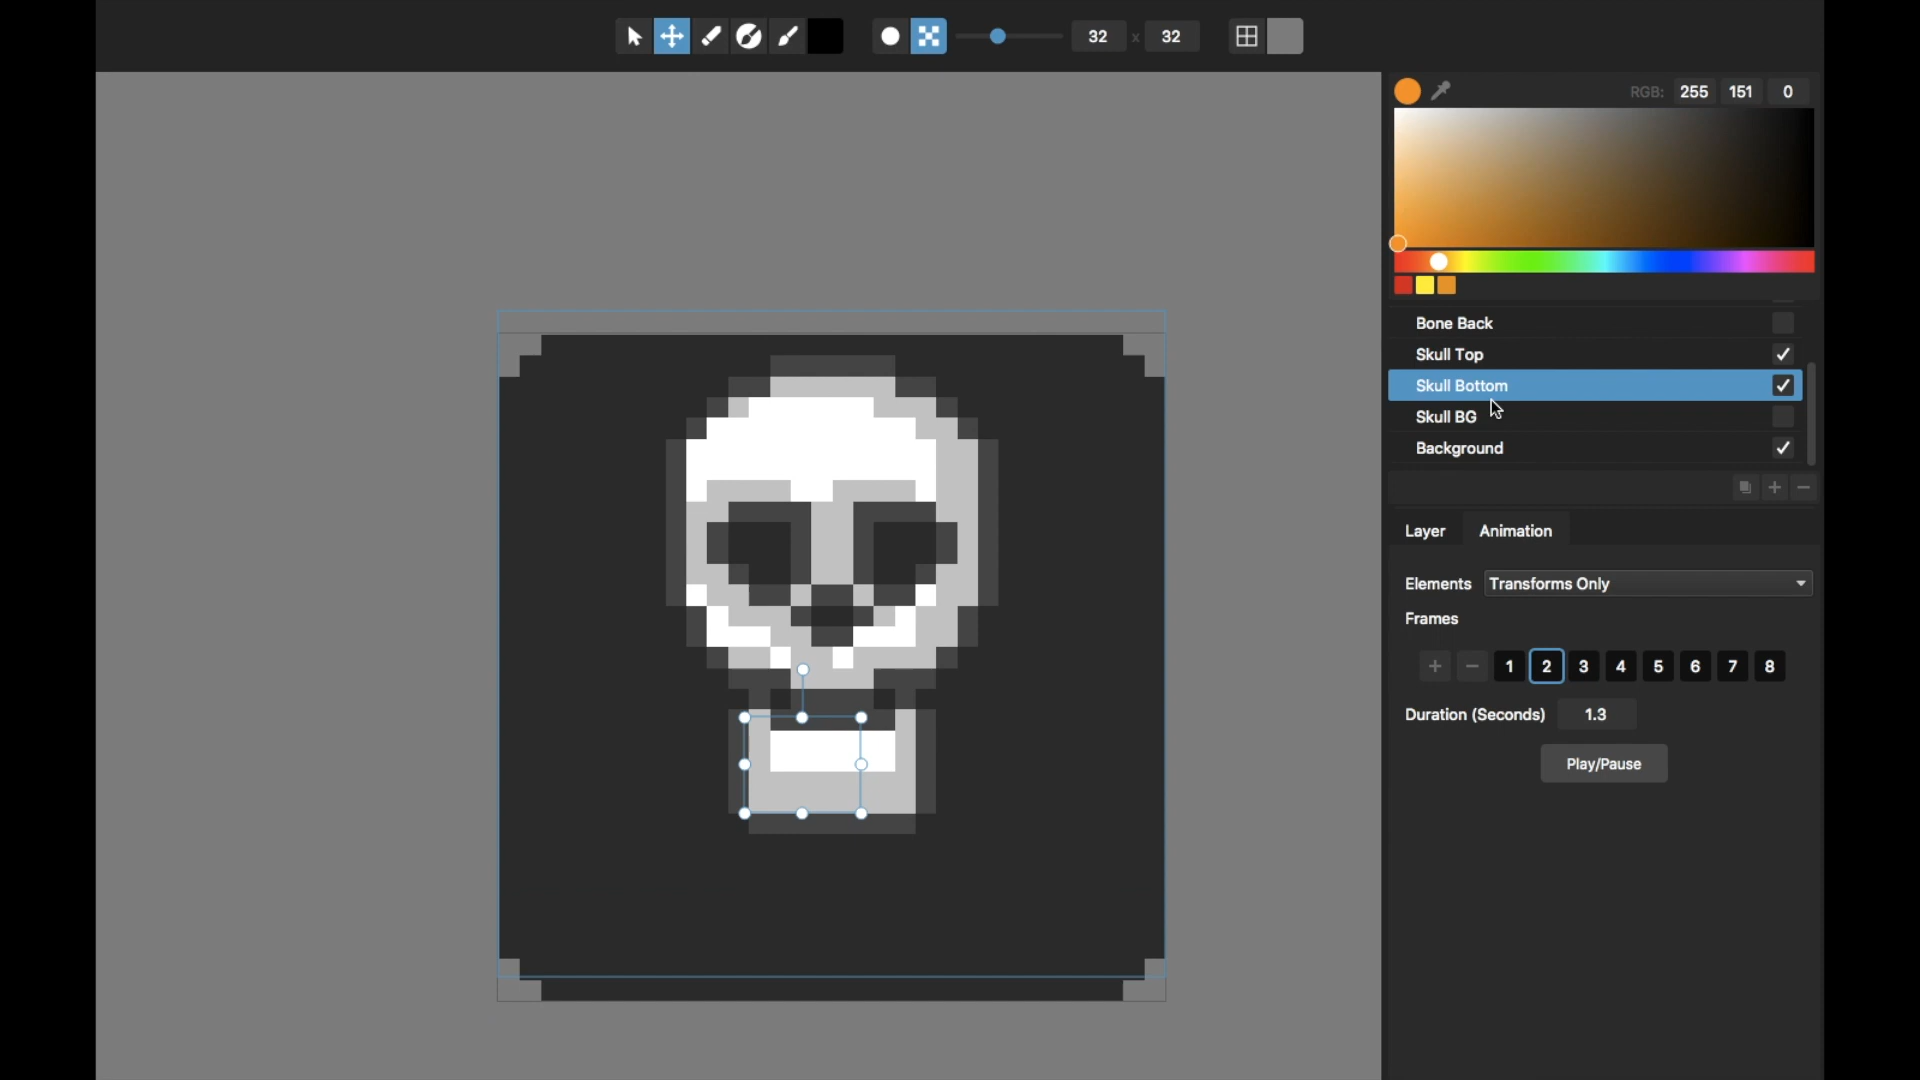 32 x 32
RGB: 255 151 0
Bone Back
Skull Top
Skull Bottom
Skull BG
Background
Layer Animation
Elements Transforms Only
Frames
+ − 1 2 3 4 5 6 7 8
Duration (Seconds) 1.3
Play/Pause